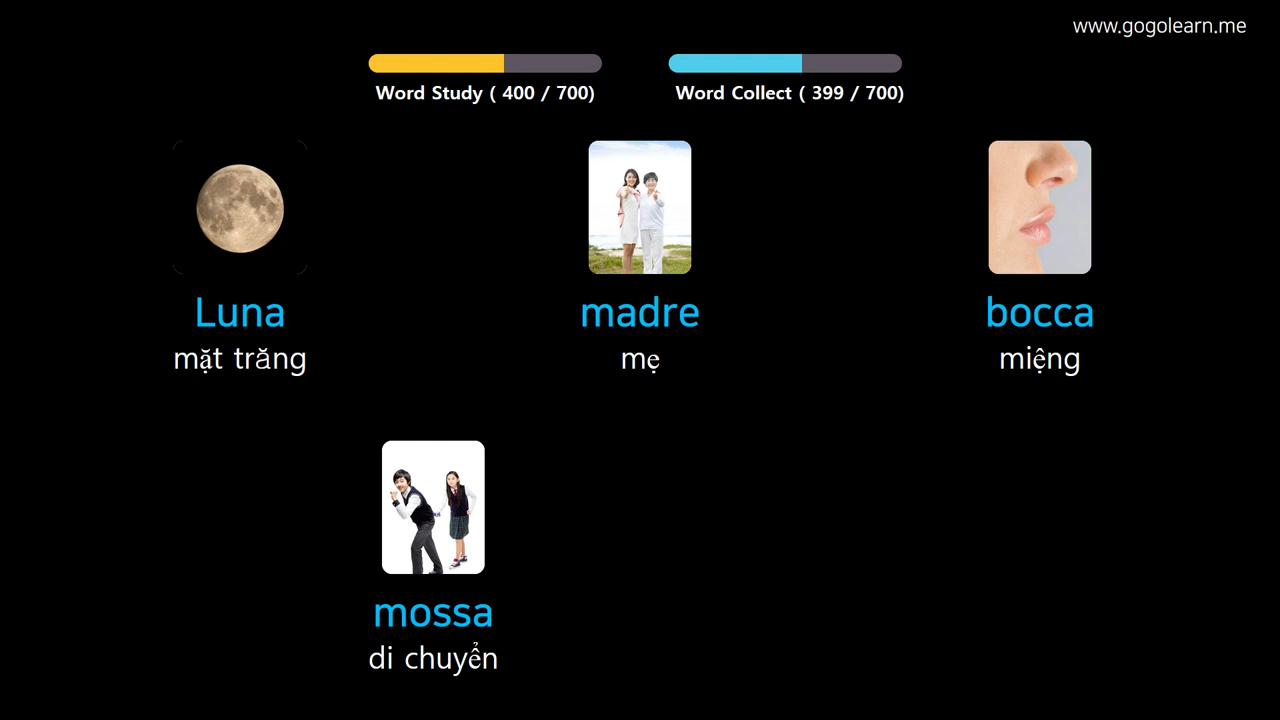 www.gogolearn.me
Word Study ( 400 / 700)
Word Collect ( 399 / 700)
Luna
mặt trăng
madre
mẹ
bocca
miệng
mossa
di chuyển